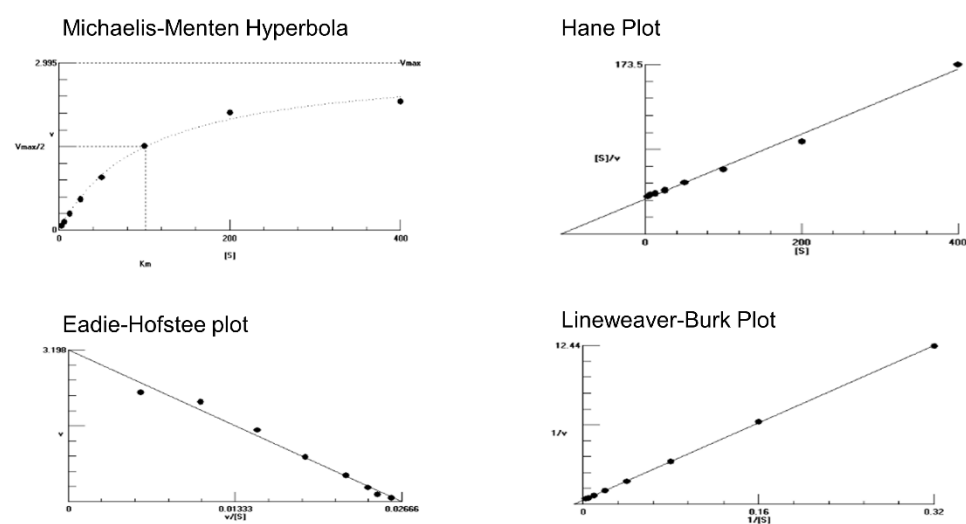 Michaelis-Menten Hyperbola
2.995
Vmax
v
Vmax/2
0
0
200
400
[S]
Km
Hane Plot
173.5
[S]/v
0
200
400
[S]
Eadie-Hofstee plot
3.198
v
0
0.01333
0.02666
v/[S]
Lineweaver-Burk Plot
12.44
1/v
0
0.16
0.32
1/[S]